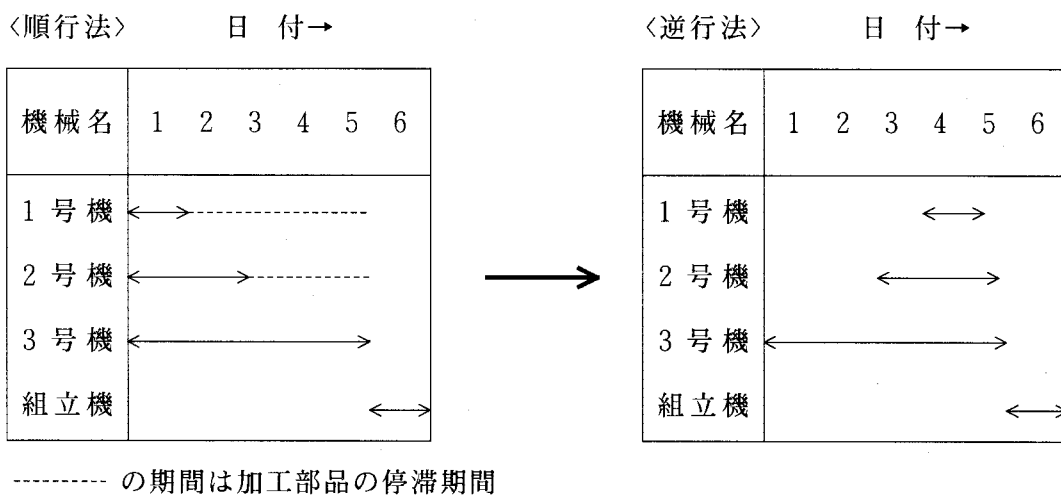 〈順行法〉 日 付→
機械名 1 2 3 4 5 6
1号機
2号機
3号機
組立機
---------- の期間は加工部品の停滞期間
〈逆行法〉 日 付→
機械名 1 2 3 4 5 6
1号機
2号機
3号機
組立機